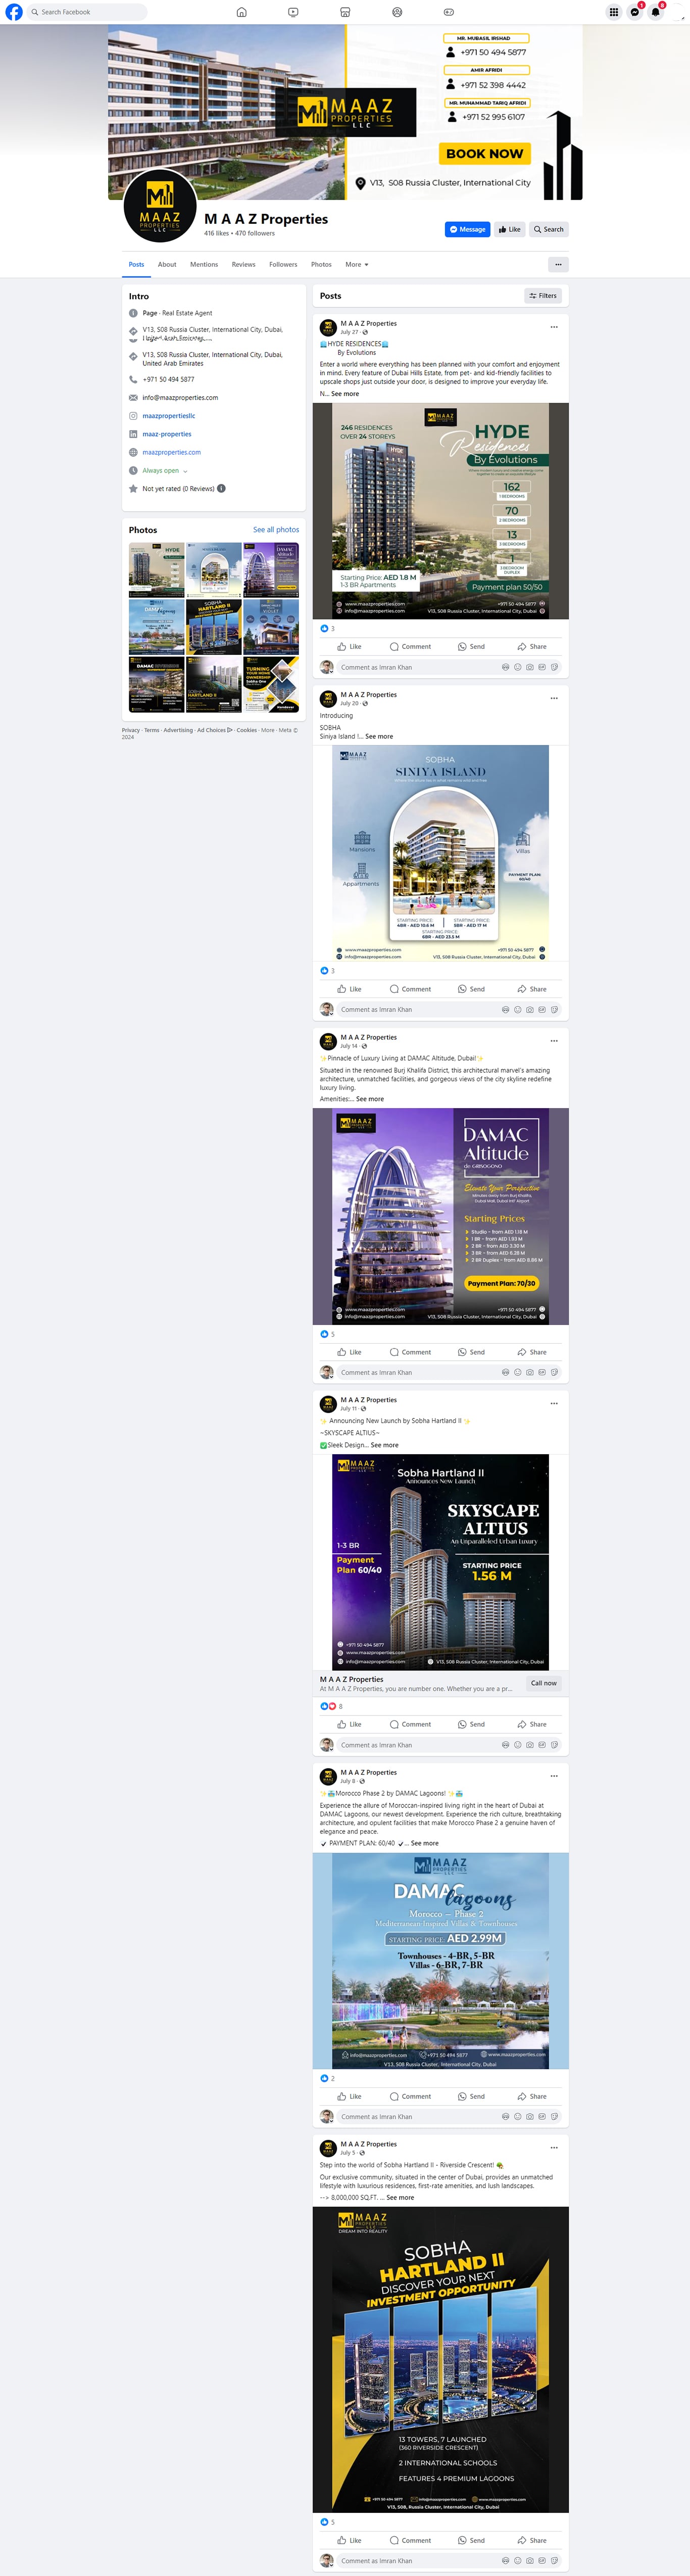 Search Facebook
1
8
MR. MUBASIL IRSHAD
+971 50 494 5877
AMIR AFRIDI
+971 52 398 4442
MR. MUHAMMAD TARIQ AFRIDI
+971 52 995 6107
MAAZ
PROPERTIES
LLC
BOOK NOW
V13, S08 Russia Cluster, International City
MAAZ
PROPERTIES
LLC
M A A Z Properties
416 likes • 470 followers
Message
Like
Search
Posts
About
Mentions
Reviews
Followers
Photos
More
Intro
Page · Real Estate Agent
V13, S08 Russia Cluster, International City, Dubai,
V13, S08 Russia Cluster, International City, Dubai,
United Arab Emirates
+971 50 494 5877
info@maazproperties.com
maazpropertiesllc
maaz-properties
maazproperties.com
Always open
Not yet rated (0 Reviews)
Photos
See all photos
Privacy · Terms · Advertising · Ad Choices · Cookies · More · Meta ©
2024
Posts
Filters
M A A Z Properties
July 27 ·
HYDE RESIDENCES
By Evolutions
Enter a world where everything has been planned with your comfort and enjoyment
in mind. Every feature of Dubai Hills Estate, from pet- and kid-friendly facilities to
upscale shops just outside your door, is designed to improve your everyday life.
N... See more
MAAZ
246 RESIDENCES
OVER 24 STOREYS
HYDE
Residences
By Evolutions
162
1 BEDROOMS
70
2 BEDROOMS
13
3 BEDROOMS
1
3 BEDROOM
DUPLEX
Starting Price: AED 1.8 M
1-3 BR Apartments
Payment plan 50/50
www.maazproperties.com
info@maazproperties.com
+971 50 494 5877
V13, S08 Russia Cluster, International City, Dubai
3
Like
Comment
Send
Share
Comment as Imran Khan
M A A Z Properties
July 20 ·
Introducing
SOBHA
Siniya Island !... See more
MAAZ
PROPERTIES
SOBHA
SINIYA ISLAND
Mansions
Appartments
Villas
PAYMENT PLAN:
60/40
STARTING PRICE:
4BR - AED 10.6 M
STARTING PRICE:
5BR - AED 17 M
STARTING PRICE:
6BR - AED 23.5 M
www.maazproperties.com
info@maazproperties.com
+971 50 494 5877
V13, S08 Russia Cluster, International City, Dubai
3
Like
Comment
Send
Share
Comment as Imran Khan
M A A Z Properties
July 14 ·
Pinnacle of Luxury Living at DAMAC Altitude, Dubai!
Situated in the renowned Burj Khalifa District, this architectural marvel's amazing
architecture, unmatched facilities, and gorgeous views of the city skyline redefine
luxury living.
Amenities:... See more
MAAZ
DAMAC
Altitude
de GRISOGONO
Elevate Your Perspective
Minutes away from Burj Khalifa,
Dubai Mall, Dubai Int' Airport
Starting Prices
Studio - from AED 1.18 M
1 BR - from AED 1.93 M
2 BR - from AED 3.30 M
3 BR - from AED 6.28 M
2 BR Duplex - from AED 8.88 M
Payment Plan: 70/30
www.maazproperties.com
info@maazproperties.com
+971 50 494 5877
V13, S08 Russia Cluster, International City, Dubai
5
Like
Comment
Send
Share
Comment as Imran Khan
M A A Z Properties
July 11 ·
Announcing New Launch by Sobha Hartland II
~SKYSCAPE ALTIUS~
Sleek Design... See more
MAAZ
PROPERTIES
Sobha Hartland II
Announces New Launch
SKYSCAPE
ALTIUS
An Unparalleled Urban Luxury
1-3 BR
Payment
Plan 60/40
STARTING PRICE
1.56 M
+971 50 494 5877
www.maazproperties.com
info@maazproperties.com
V13, S08 Russia Cluster, International City, Dubai
M A A Z Properties
At M A A Z Properties, you are number one. Whether you are a pr...
Call now
8
Like
Comment
Send
Share
Comment as Imran Khan
M A A Z Properties
July 8 ·
Morocco Phase 2 by DAMAC Lagoons!
Experience the allure of Moroccan-inspired living right in the heart of Dubai at
DAMAC Lagoons, our newest development. Experience the rich culture, breathtaking
architecture, and opulent facilities that make Morocco Phase 2 a genuine haven of
elegance and peace.
PAYMENT PLAN: 60/40 ... See more
MAAZ
PROPERTIES
DAMAC
lagoons
Morocco – Phase 2
Mediterranean Inspired Villas & Townhouses
STARTING PRICE: AED 2.99M
Townhouses - 4-BR, 5-BR
Villas - 6-BR, 7-BR
info@maazproperties.com
+971 50 494 5877
www.maazproperties.com
V13, S08 Russia Cluster, International City, Dubai
2
Like
Comment
Send
Share
Comment as Imran Khan
M A A Z Properties
July 5 ·
Step into the world of Sobha Hartland II - Riverside Crescent!
Our exclusive community, situated in the center of Dubai, provides an unmatched
lifestyle with luxurious residences, first-rate amenities, and lush landscapes.
--> 8,000,000 SQ.FT. ... See more
MAAZ
PROPERTIES
DREAM INTO REALITY
SOBHA
HARTLAND II
DISCOVER YOUR NEXT
INVESTMENT OPPORTUNITY
13 TOWERS, 7 LAUNCHED
(360 RIVERSIDE CRESCENT)
2 INTERNATIONAL SCHOOLS
FEATURES 4 PREMIUM LAGOONS
+971 50 494 5877
info@maazproperties.com
www.maazproperties.com
V13, S08, Russia Cluster, International City, Dubai
5
Like
Comment
Send
Share
Comment as Imran Khan